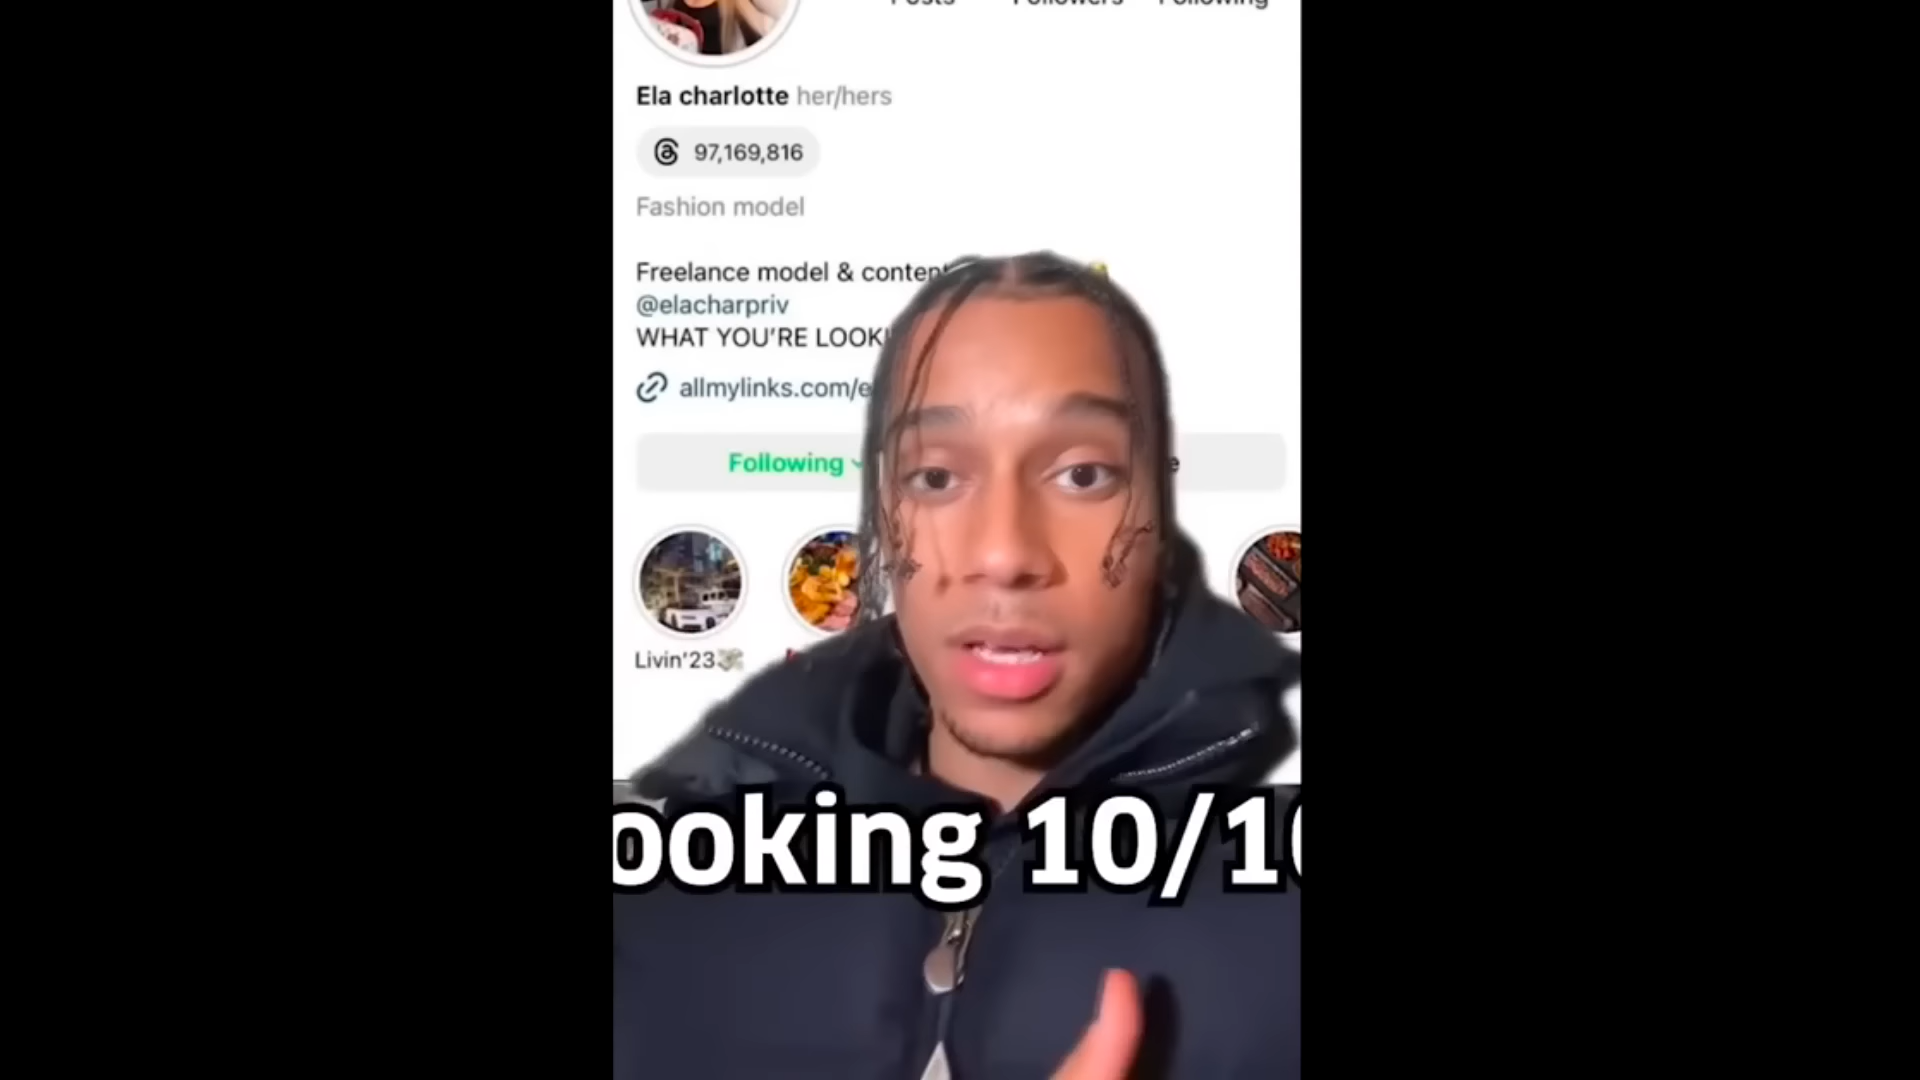 Ela charlotte her/hers
97,169,816
Fashion model
Freelance model & conten
@elacharpriv
WHAT YOU’RE LOOK
allmylinks.com/e
Following
Livin'23💸
ooking 10/10